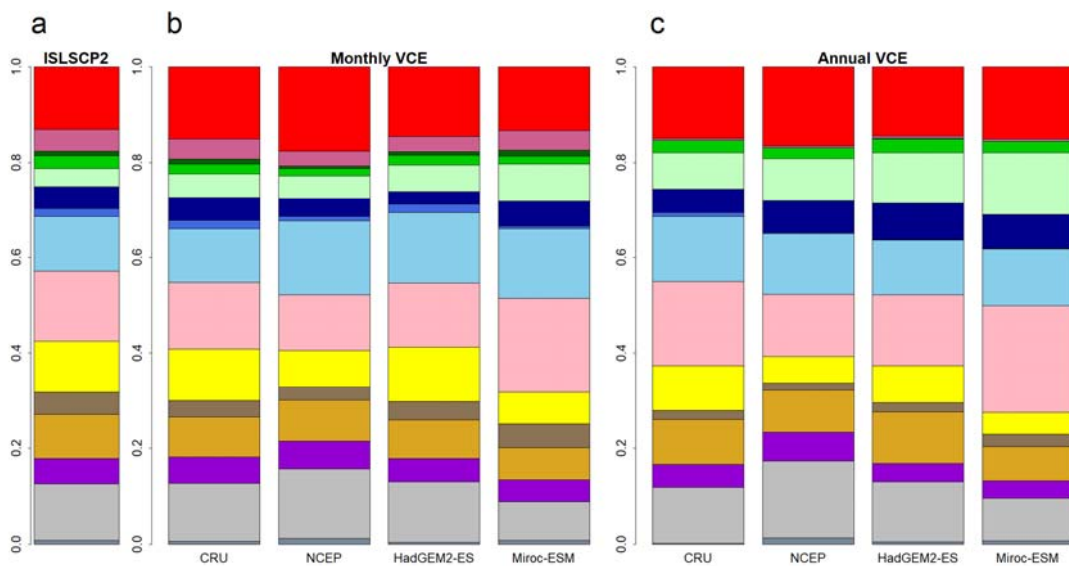 a b c
ISLSCP2 Monthly VCE Annual VCE
1.0 1.0 1.0
0.8 0.8 0.8
0.6 0.6 0.6
0.4 0.4 0.4
0.2 0.2 0.2
0.0 0.0 0.0
CRU NCEP HadGEM2-ES Miroc-ESM CRU NCEP HadGEM2-ES Miroc-ESM